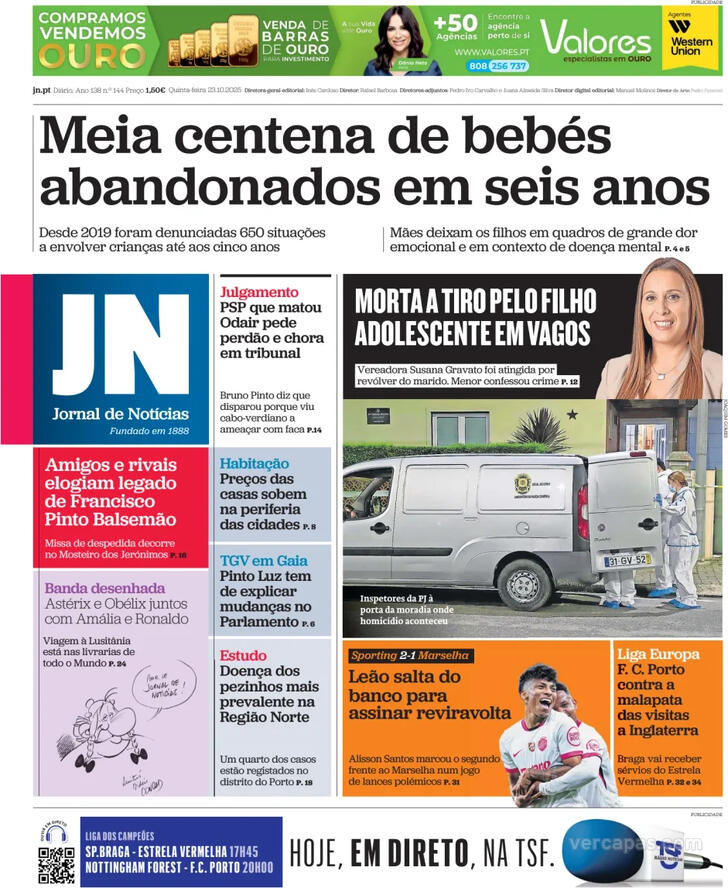 PUBLICIDADE
COMPRAMOS
VENDEMOS
OURO
VENDA DE
BARRAS
DE OURO
PARA INVESTIMENTO
A sua Vida
vale Ouro
+50
Agências
Encontre a
agência
perto de si
WWW.VALORES.PT
808 256 737
Valores
especialistas em OURO
Agentes
Western
Union
jn.pt Diário. Ano 138 n.º 144 Preço 1,50€ Quinta-feira 23.10.2025 Diretora-geral editorial: Inês Cardoso Diretor: Rafael Barbosa Diretores-adjuntos: Pedro Ivo Carvalho e Juana Almeida Silva Diretor digital editorial: Manuel Molinos Diretor de Arte: Pedro Pimentel
Meia centena de bebés
abandonados em seis anos
Desde 2019 foram denunciadas 650 situações
a envolver crianças até aos cinco anos
Mães deixam os filhos em quadros de grande dor
emocional e em contexto de doença mental P. 4 e 5
JN
Jornal de Notícias
Fundado em 1888
Julgamento
PSP que matou
Odair pede
perdão e chora
em tribunal
Bruno Pinto diz que
disparou porque viu
cabo-verdiano a
ameaçar com faca P.14
MORTA A TIRO PELO FILHO
ADOLESCENTE EM VAGOS
Vereadora Susana Gravato foi atingida por
revólver do marido. Menor confessou crime P. 12
Amigos e rivais
elogiam legado
de Francisco
Pinto Balsemão
Missa de despedida decorre
no Mosteiro dos Jerónimos P. 16
Habitação
Preços das
casas sobem
na periferia
das cidades P. 8
TGV em Gaia
Pinto Luz tem
de explicar
mudanças no
Parlamento P. 6
Banda desenhada
Astérix e Obélix juntos
com Amália e Ronaldo
Viagem à Lusitânia
está nas livrarias de
todo o Mundo P. 24
JORNAL DE
NOTÍCIAS!
Estudo
Doença dos
pezinhos mais
prevalente na
Região Norte
Um quarto dos casos
estão registados no
distrito do Porto P. 18
31-GV-52
Inspetores da PJ à
porta da moradia onde
homicídio aconteceu
Sporting 2-1 Marselha
Leão salta do
banco para
assinar reviravolta
Alisson Santos marcou o segundo
frente ao Marselha num jogo
de lances polémicos P. 31
Liga Europa
F. C. Porto
contra a
malapata
das visitas
a Inglaterra
Braga vai receber
sérvios do Estrela
Vermelha P. 32 e 34
PUBLICIDADE
OUVIR EM DIRETO
LIGA DOS CAMPEÕES
SP.BRAGA - ESTRELA VERMELHA 17H45
NOTTINGHAM FOREST - F.C. PORTO 20H00
HOJE, EM DIRETO, NA TSF.
vercapas.com